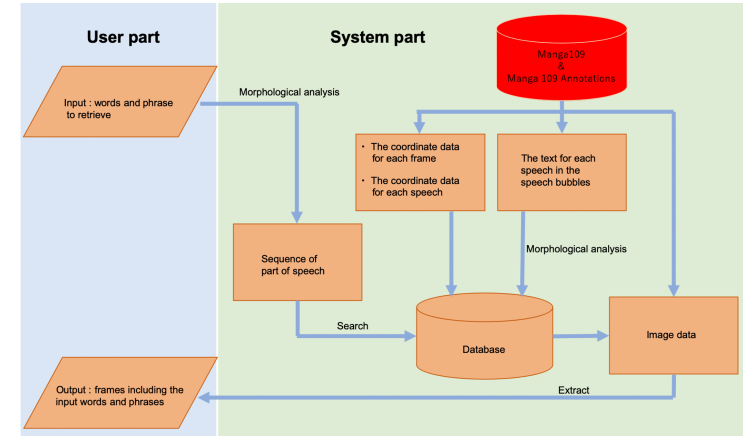 User part
System part
Manga109
&
Manga 109 Annotations
Input : words and phrase
to retrieve
Morphological analysis
・ The coordinate data
for each frame
・ The coordinate data
for each speech
The text for each
speech in the
speech bubbles
Sequence of
part of speech
Morphological analysis
Search
Database
Image data
Output : frames including the
input words and phrases
Extract